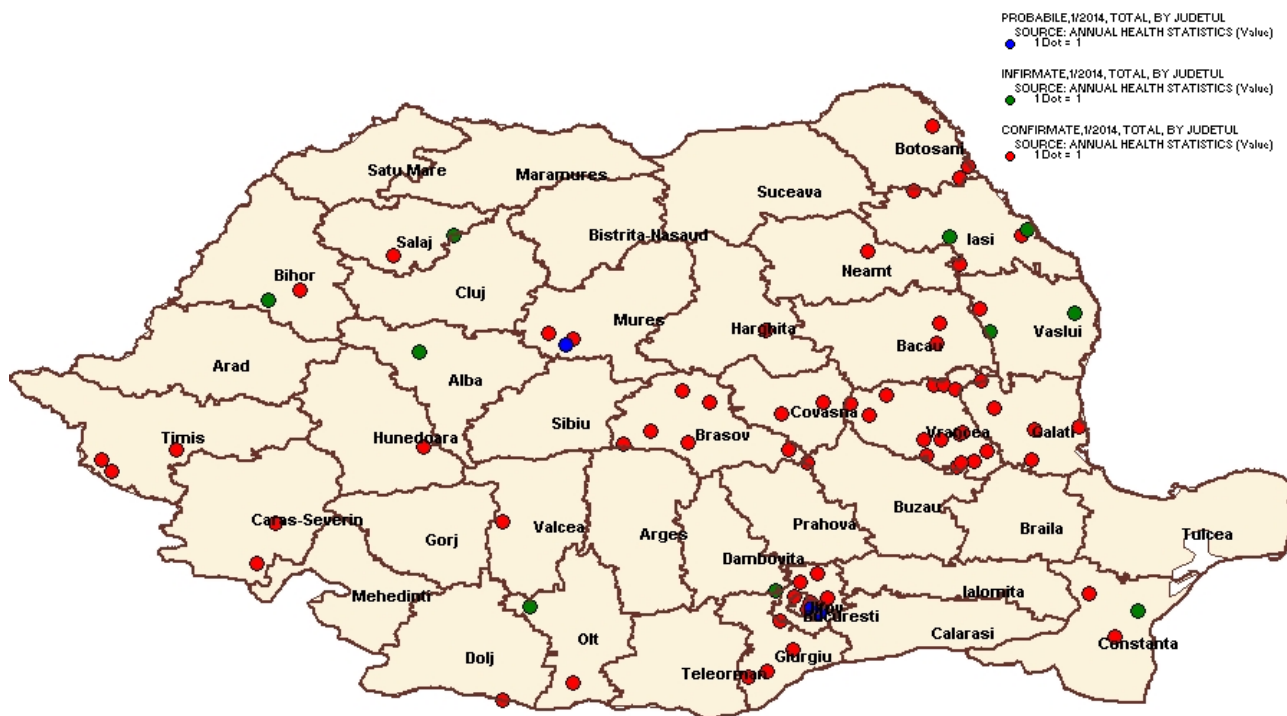 PROBABILE,1/2014, TOTAL, BY JUDETUL
SOURCE: ANNUAL HEALTH STATISTICS (Value)
1 Dot = 1
INFIRMATE,1/2014, TOTAL, BY JUDETUL
SOURCE: ANNUAL HEALTH STATISTICS (Value)
1 Dot = 1
CONFIRMATE,1/2014, TOTAL, BY JUDETUL
SOURCE: ANNUAL HEALTH STATISTICS (Value)
1 Dot = 1
Botosani
Satu Mare
Maramures
Suceava
Salaj
Bistrita-Nasaud
Iasi
Bihor
Neamt
Cluj
Mures
Harghita
Vaslui
Bacau
Arad
Alba
Timis
Hunedoara
Sibiu
Brasov
Covasna
Vrancea
Galati
Caras-Severin
Gorj
Valcea
Arges
Prahova
Buzau
Braila
Tulcea
Dambovita
Mehedinti
Ialomita
Ilfov
Bucuresti
Calarasi
Constanta
Olt
Dolj
Giurgiu
Teleorman